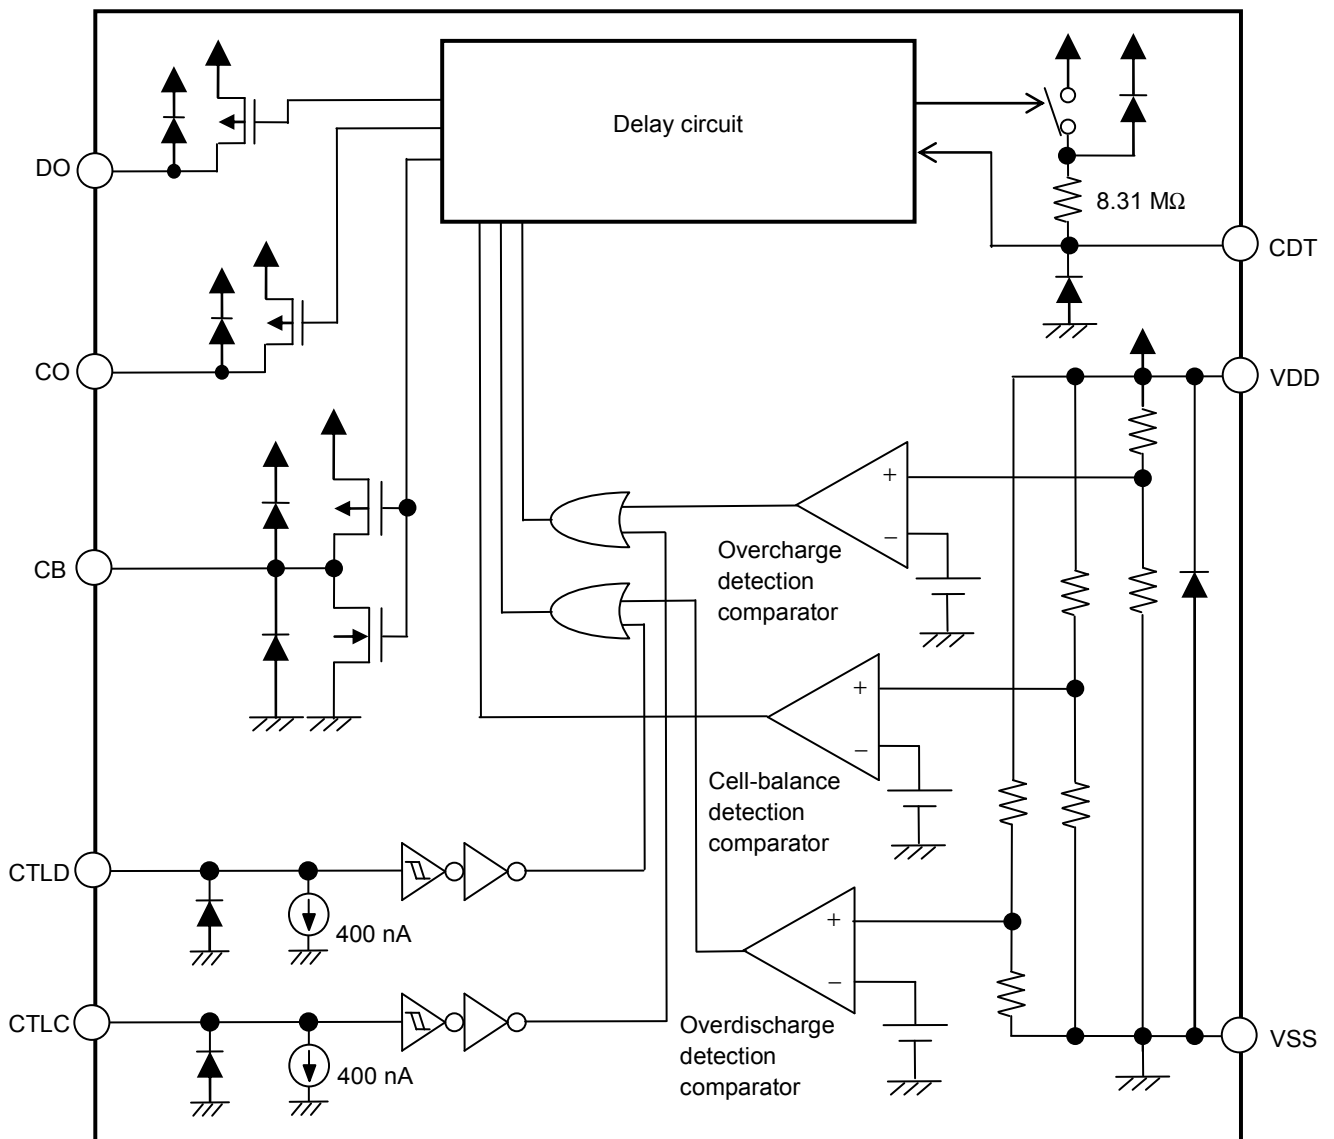 Delay circuit
DO
8.31 MΩ
CDT
CO
VDD
+
−
Overcharge
detection
comparator
CB
+
−
Cell-balance
detection
comparator
CTLD
400 nA
+
−
Overdischarge
detection
comparator
CTLC
400 nA
VSS